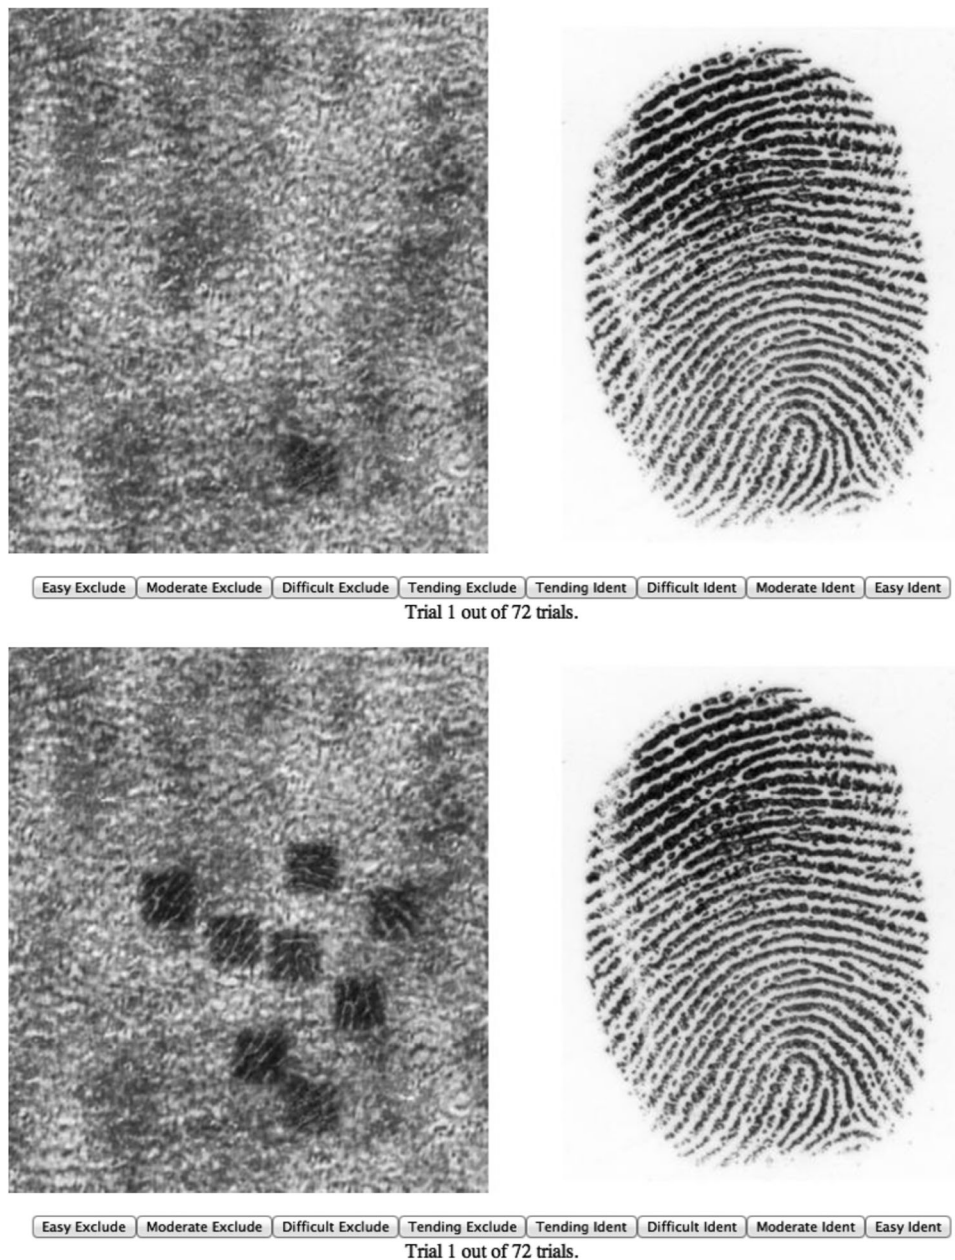 Easy Exclude Moderate Exclude Difficult Exclude Tending Exclude Tending Ident Difficult Ident Moderate Ident Easy Ident
Trial 1 out of 72 trials.
Easy Exclude Moderate Exclude Difficult Exclude Tending Exclude Tending Ident Difficult Ident Moderate Ident Easy Ident
Trial 1 out of 72 trials.